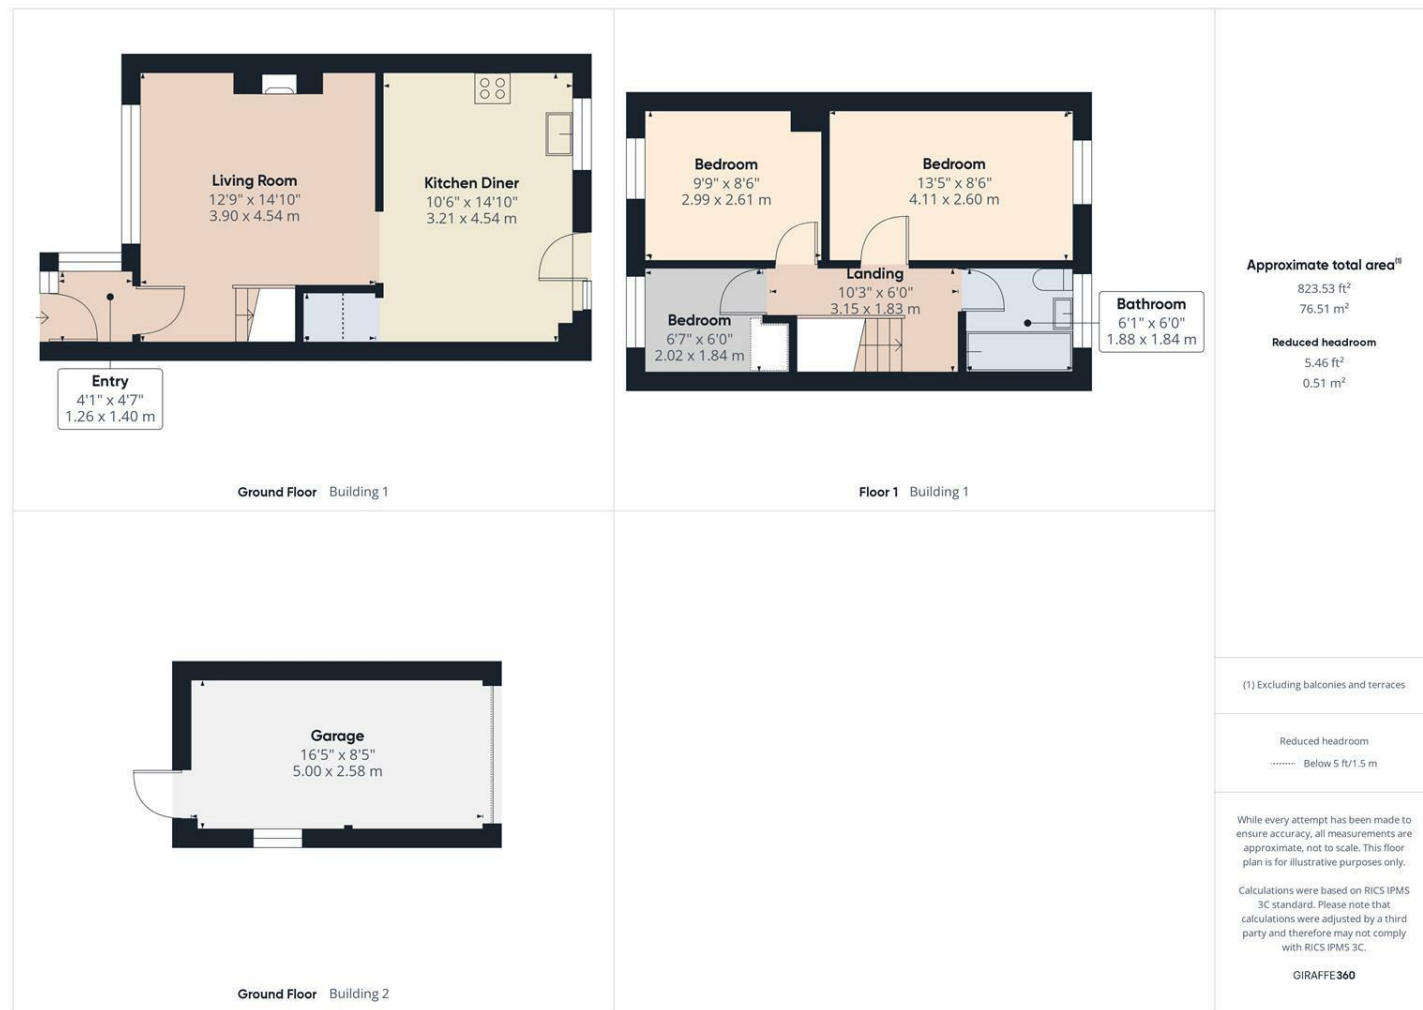 Living Room
12'9" x 14'10"
3.90 x 4.54 m
Kitchen Diner
10'6" x 14'10"
3.21 x 4.54 m
Entry
4'1" x 4'7"
1.26 x 1.40 m
Ground Floor Building 1
Bedroom
9'9" x 8'6"
2.99 x 2.61 m
Bedroom
13'5" x 8'6"
4.11 x 2.60 m
Landing
10'3" x 6'0"
3.15 x 1.83 m
Bedroom
6'7" x 6'0"
2.02 x 1.84 m
Bathroom
6'1" x 6'0"
1.88 x 1.84 m
Floor 1 Building 1
Garage
16'5" x 8'5"
5.00 x 2.58 m
Ground Floor Building 2
Approximate total area(1)
823.53 ft²
76.51 m²
Reduced headroom
5.46 ft²
0.51 m²
(1) Excluding balconies and terraces
Reduced headroom
Below 5 ft/1.5 m
While every attempt has been made to
ensure accuracy, all measurements are
approximate, not to scale. This floor
plan is for illustrative purposes only.
Calculations were based on RICS IPMS
3C standard. Please note that
calculations were adjusted by a third
party and therefore may not comply
with RICS IPMS 3C.
GIRAFFE360